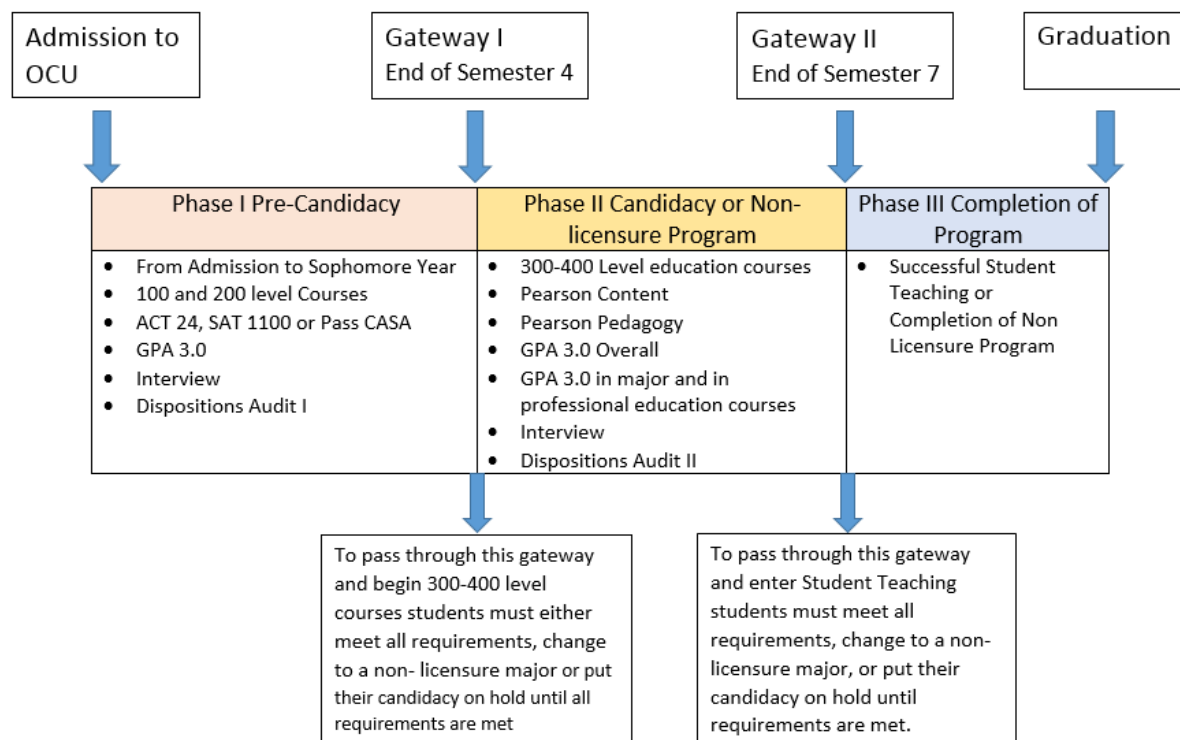 Admission to
OCU
Gateway I
End of Semester 4
Gateway II
End of Semester 7
Graduation
Phase I Pre-Candidacy
Phase II Candidacy or Non-
licensure Program
Phase III Completion of
Program
• From Admission to Sophomore Year
• 100 and 200 level Courses
• ACT 24, SAT 1100 or Pass CASA
• GPA 3.0
• Interview
• Dispositions Audit I
• 300-400 Level education courses
• Pearson Content
• Pearson Pedagogy
• GPA 3.0 Overall
• GPA 3.0 in major and in
professional education courses
• Interview
• Dispositions Audit II
• Successful Student
Teaching or
Completion of Non
Licensure Program
To pass through this gateway
and begin 300-400 level
courses students must either
meet all requirements, change
to a non- licensure major or put
their candidacy on hold until all
requirements are met
To pass through this gateway
and enter Student Teaching
students must meet all
requirements, change to a non-
licensure major, or put their
candidacy on hold until
requirements are met.